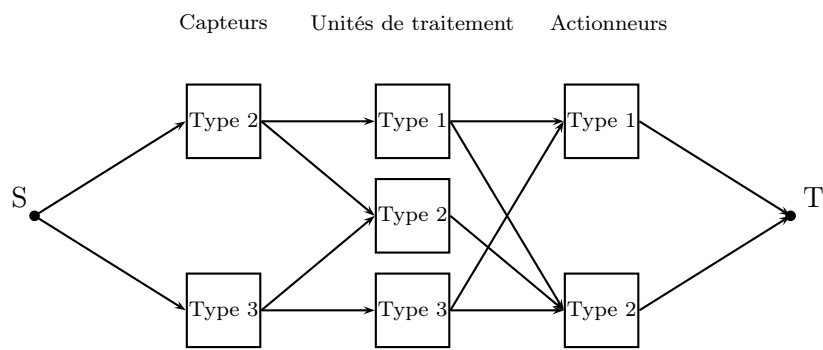 Capteurs Unités de traitement Actionneurs
Type 2 Type 1 Type 1
S T
Type 2
Type 3 Type 3 Type 2